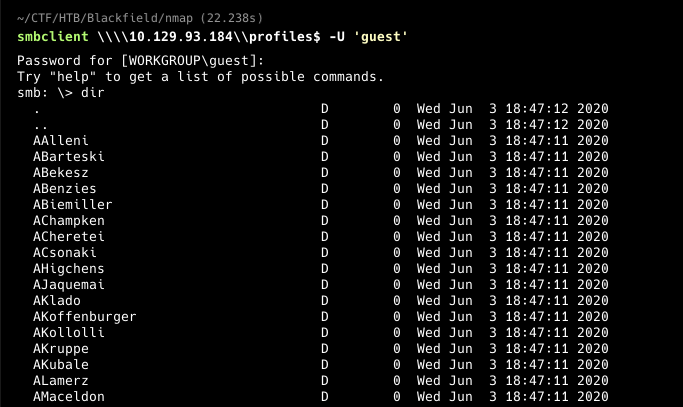 ~/CTF/HTB/Blackfield/nmap (22.238s)
smbclient \\\\10.129.93.184\\profiles$ -U 'guest'
Password for [WORKGROUP\guest]:
Try "help" to get a list of possible commands.
smb: \> dir
. D 0 Wed Jun 3 18:47:12 2020
.. D 0 Wed Jun 3 18:47:12 2020
AAlleni D 0 Wed Jun 3 18:47:11 2020
ABarteski D 0 Wed Jun 3 18:47:11 2020
ABekesz D 0 Wed Jun 3 18:47:11 2020
ABenzies D 0 Wed Jun 3 18:47:11 2020
ABiemiller D 0 Wed Jun 3 18:47:11 2020
AChampken D 0 Wed Jun 3 18:47:11 2020
ACheretei D 0 Wed Jun 3 18:47:11 2020
ACsonaki D 0 Wed Jun 3 18:47:11 2020
AHigchens D 0 Wed Jun 3 18:47:11 2020
AJaquemai D 0 Wed Jun 3 18:47:11 2020
AKlado D 0 Wed Jun 3 18:47:11 2020
AKoffenburger D 0 Wed Jun 3 18:47:11 2020
AKollolli D 0 Wed Jun 3 18:47:11 2020
AKruppe D 0 Wed Jun 3 18:47:11 2020
AKubale D 0 Wed Jun 3 18:47:11 2020
ALamerz D 0 Wed Jun 3 18:47:11 2020
AMaceldon D 0 Wed Jun 3 18:47:11 2020